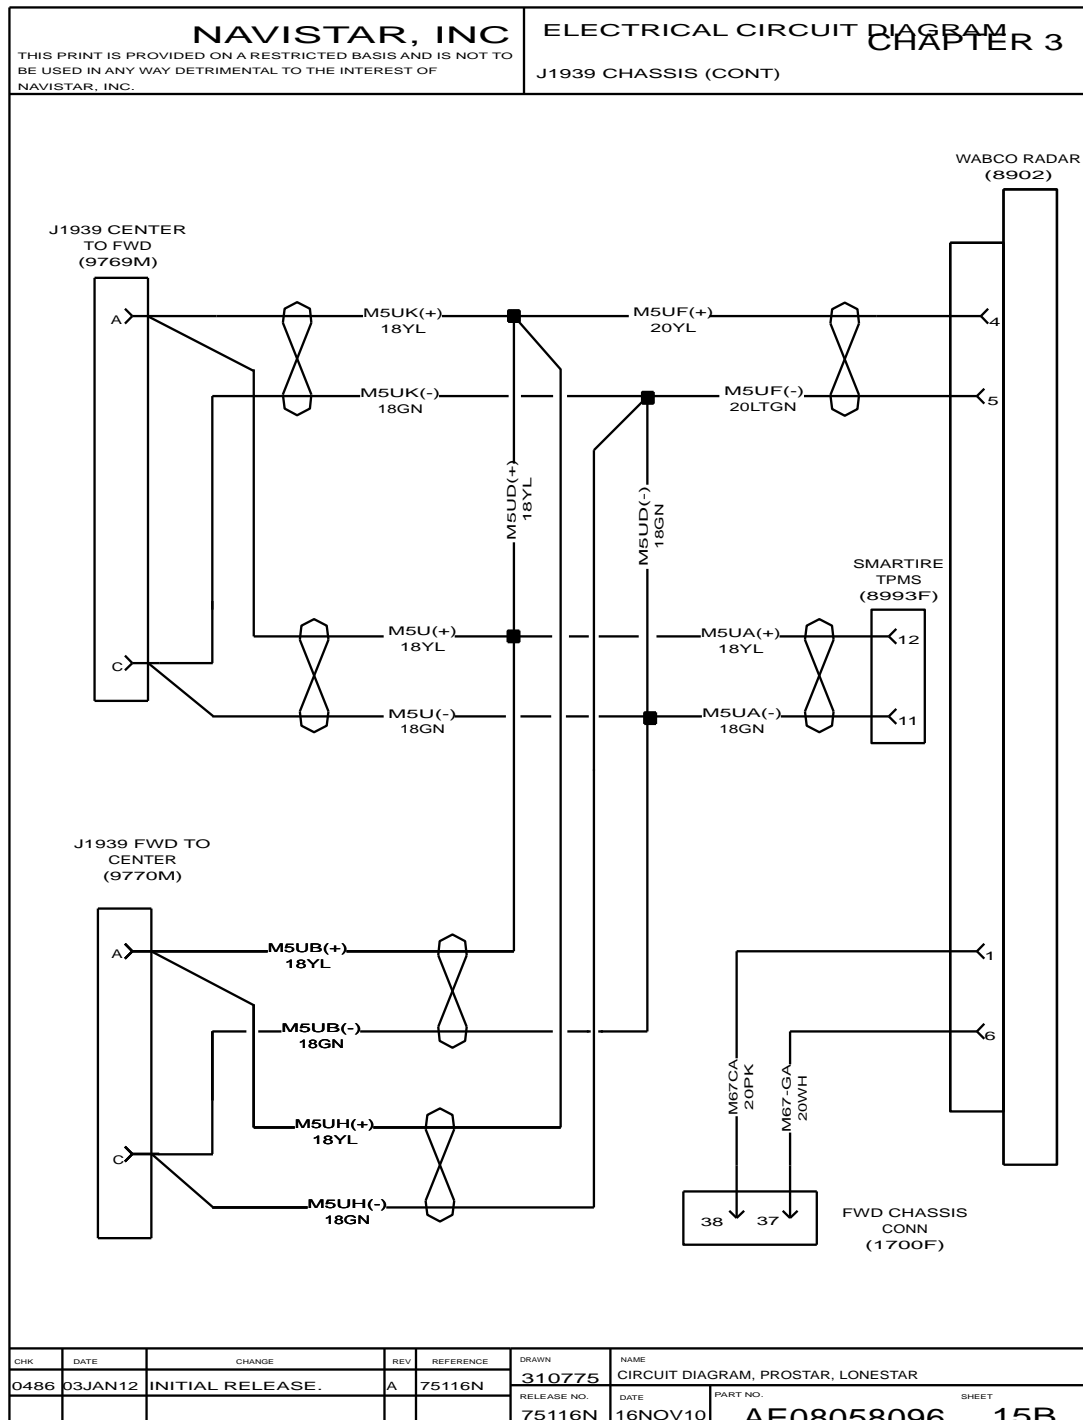 NAVISTAR, INC
THIS PRINT IS PROVIDED ON A RESTRICTED BASIS AND IS NOT TO
BE USED IN ANY WAY DETRIMENTAL TO THE INTEREST OF
NAVISTAR, INC.
ELECTRICAL CIRCUIT DIAGRAM
CHAPTER 3
J1939 CHASSIS (CONT)
WABCO RADAR
(8902)
J1939 CENTER
TO FWD
(9769M)
A
M5UK(+)
18YL
M5UF(+)
20YL
4
M5UK(-)
18GN
M5UF(-)
20LTGN
5
M5UD(+)
18YL
M5UD(-)
18GN
SMARTIRE
TPMS
(8993F)
M5U(+)
18YL
M5UA(+)
18YL
12
C
M5U(-)
18GN
M5UA(-)
18GN
11
J1939 FWD TO
CENTER
(9770M)
A
M5UB(+)
18YL
1
M5UB(-)
18GN
6
M67CA
20PK
M67-GA
20WH
M5UH(+)
18YL
C
M5UH(-)
18GN
38
37
FWD CHASSIS
CONN
(1700F)
CHK
DATE
CHANGE
REV
REFERENCE
DRAWN
NAME
0486
03JAN12
INITIAL RELEASE.
A
75116N
310775
CIRCUIT DIAGRAM, PROSTAR, LONESTAR
RELEASE NO.
DATE
PART NO.
SHEET
75116N
16NOV10
AE08058096
15B